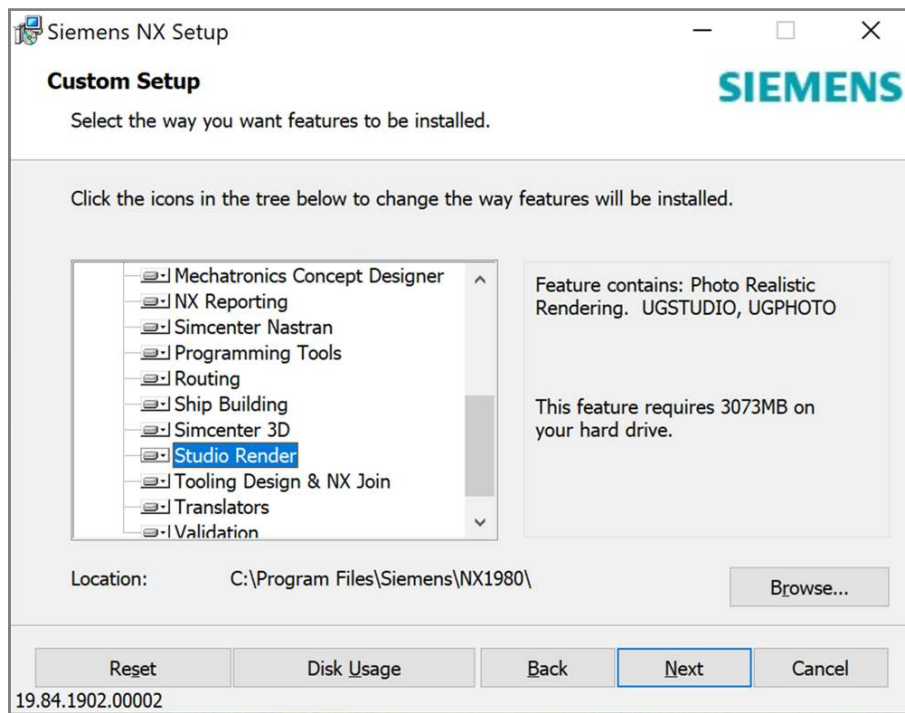 Siemens NX Setup
Custom Setup
SIEMENS
Select the way you want features to be installed.
Click the icons in the tree below to change the way features will be installed.
Mechatronics Concept Designer
NX Reporting
Simcenter Nastran
Programming Tools
Routing
Ship Building
Simcenter 3D
Studio Render
Tooling Design & NX Join
Translators
Validation
Feature contains: Photo Realistic
Rendering.  UGSTUDIO, UGPHOTO
This feature requires 3073MB on
your hard drive.
Location: C:\Program Files\Siemens\NX1980\
Browse...
Reset Disk Usage Back Next Cancel
19.84.1902.00002